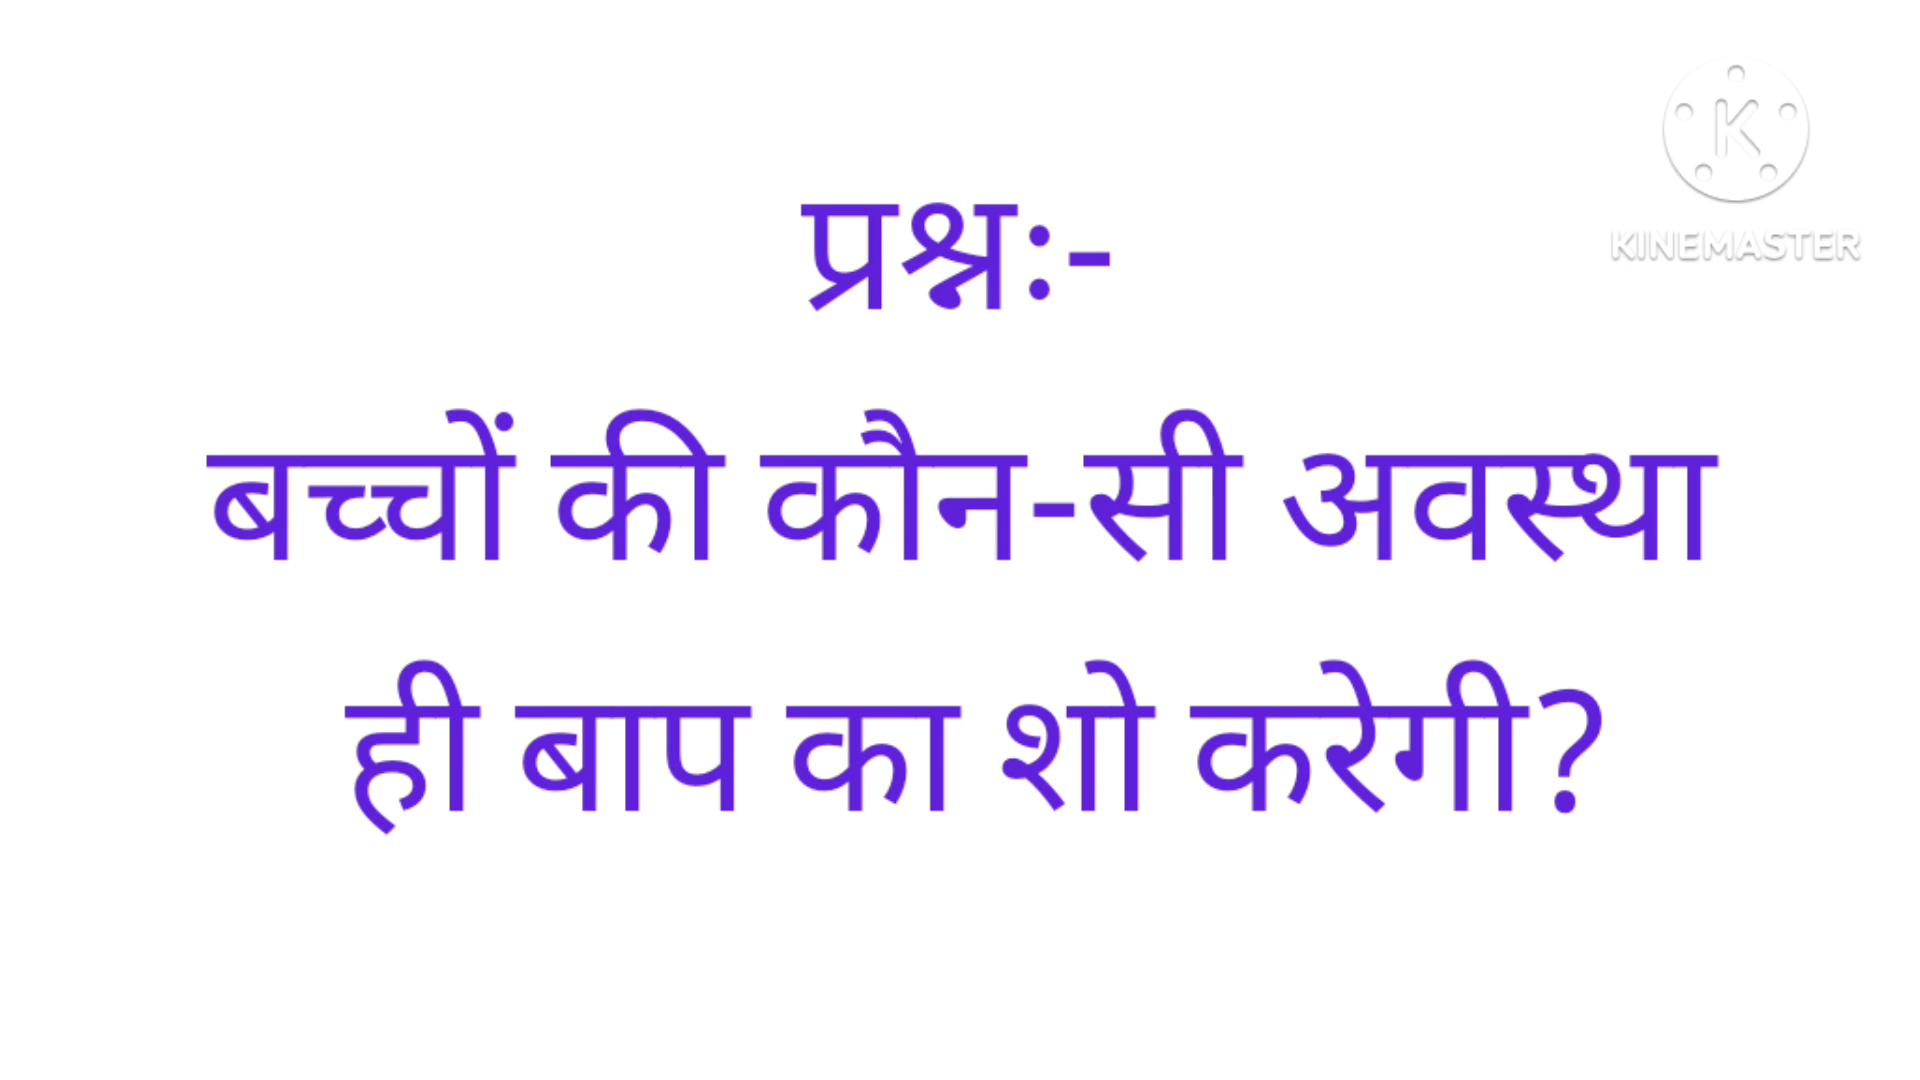 प्रश्न:-
K
KINEMASTER
बच्चों की कौन-सी अवस्था
ही बाप का शो करेगी?